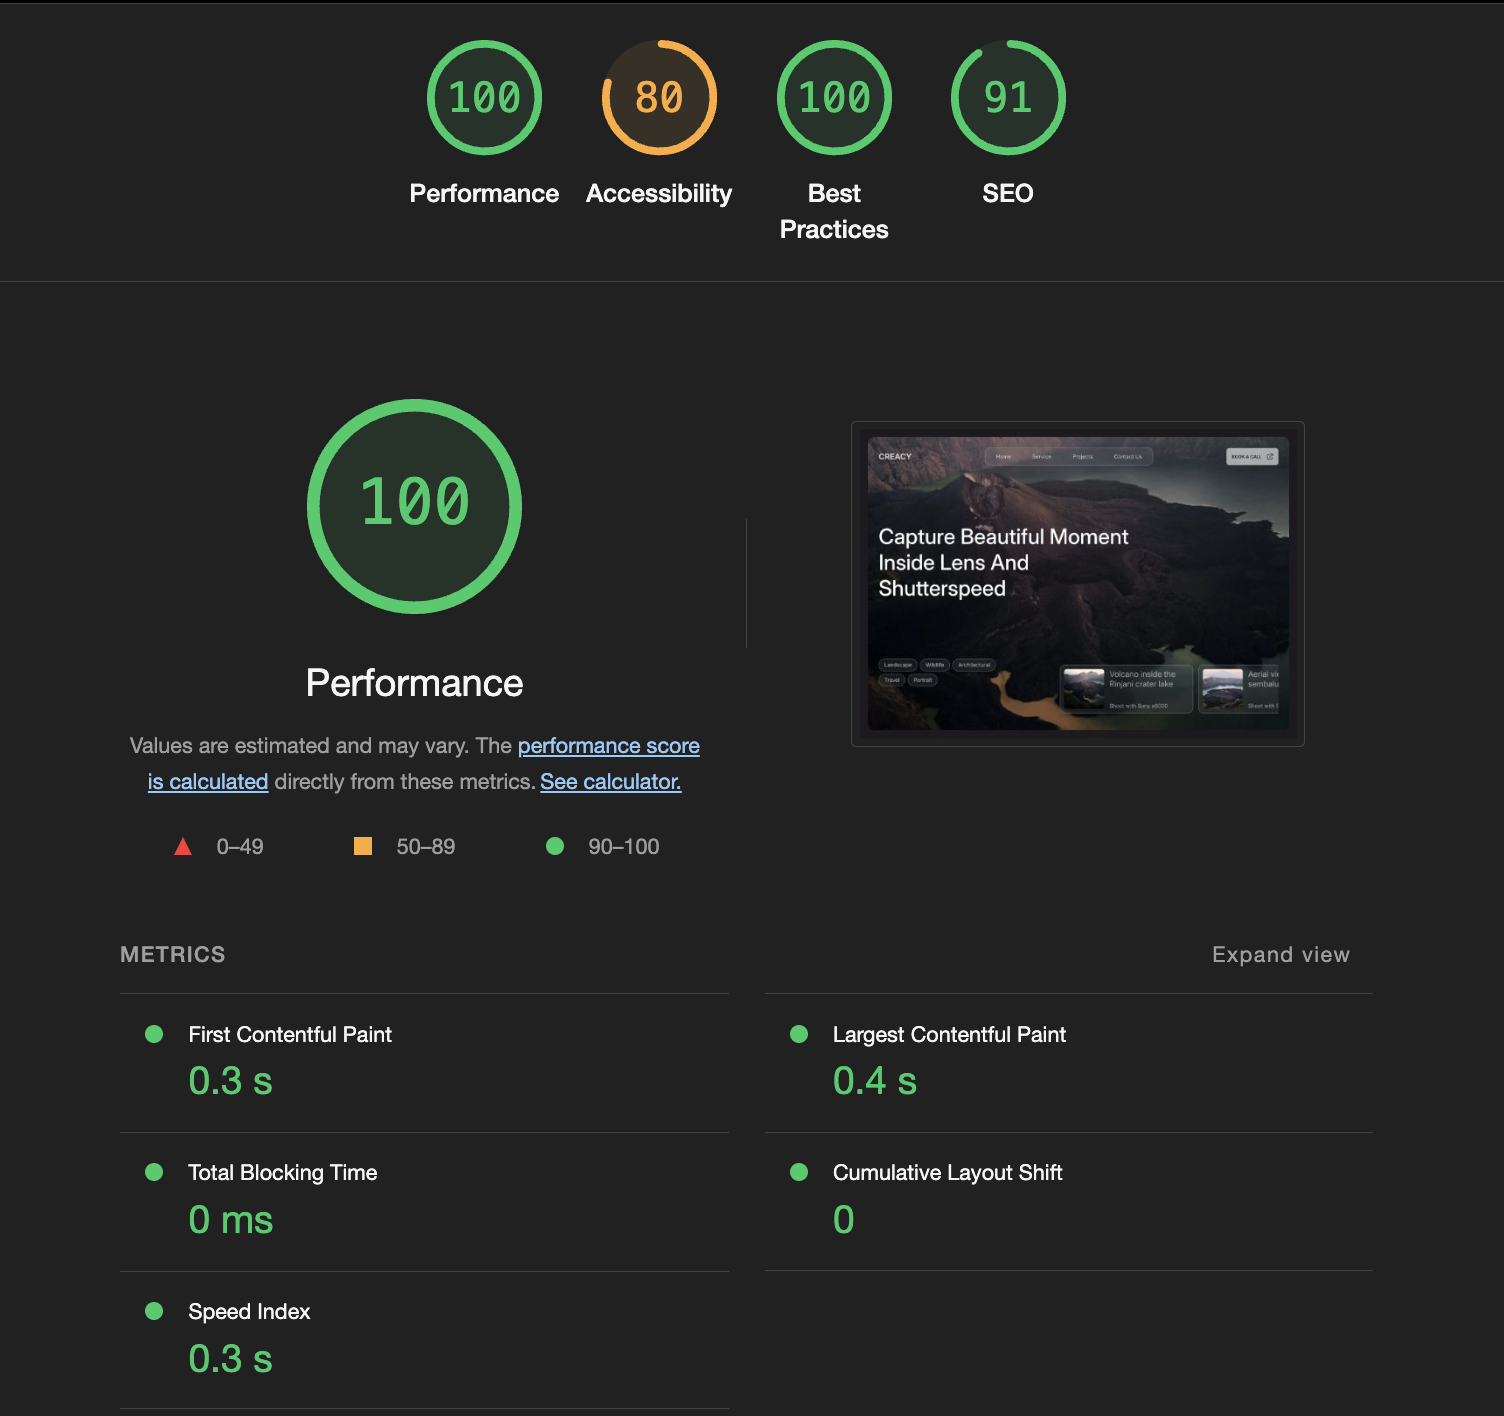 100
80
100
91
Performance
Accessibility
Best
Practices
SEO
100
Performance
Values are estimated and may vary. The performance score
is calculated directly from these metrics. See calculator.
0–49
50–89
90–100
CREACY
Home
Service
Projects
Contact Us
BOOK A CALL
Capture Beautiful Moment
Inside Lens And
Shutterspeed
Landscape
Wildlife
Architectural
Travel
Portrait
Volcano inside the
Rinjani crater lake
Shoot with Sony a6000
Aerial vi
sembalu
Shoot with S
METRICS
Expand view
First Contentful Paint
0.3 s
Largest Contentful Paint
0.4 s
Total Blocking Time
0 ms
Cumulative Layout Shift
0
Speed Index
0.3 s